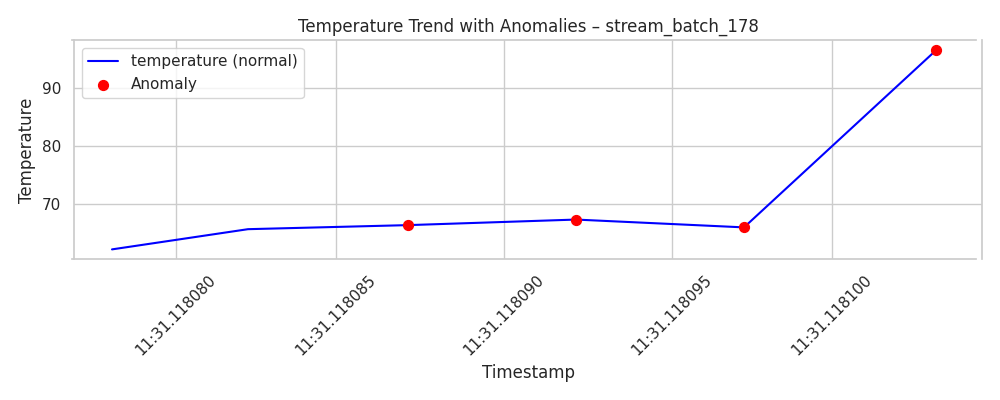 Temperature Trend with Anomalies – stream_batch_178
temperature (normal)
Anomaly
Temperature
90
80
70
11:31.118080
11:31.118085
11:31.118090
11:31.118095
11:31.118100
Timestamp